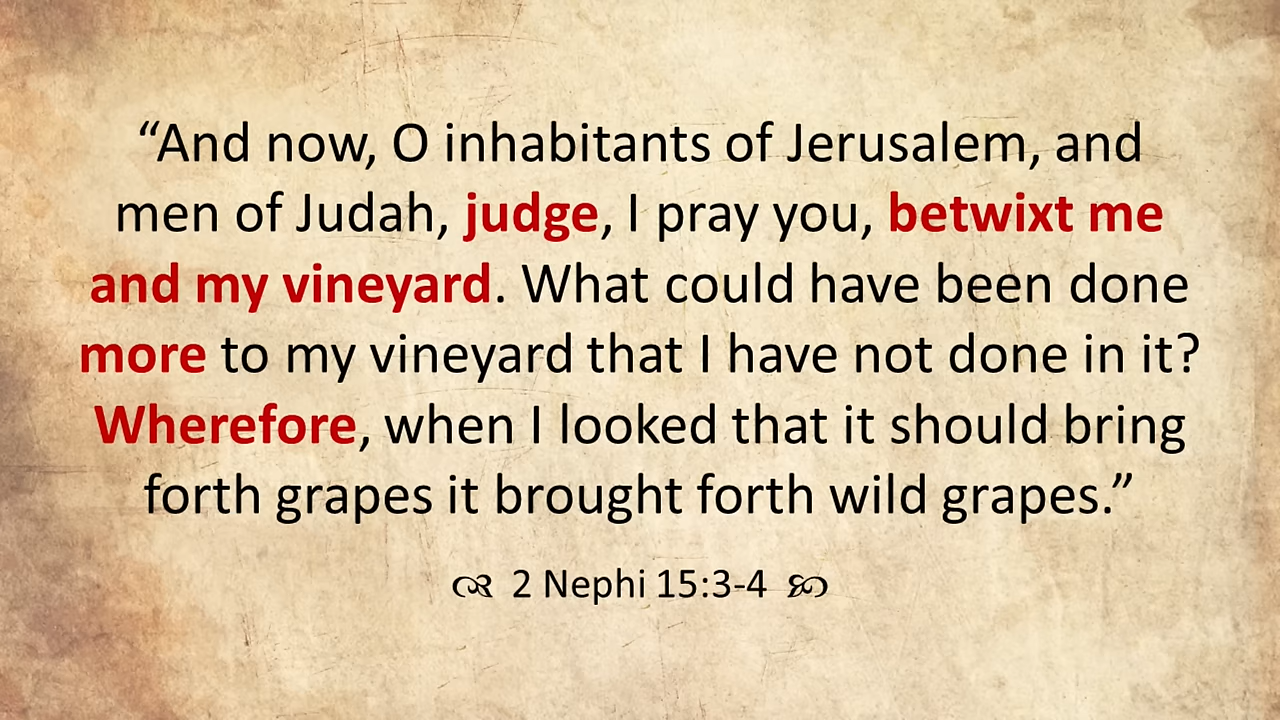 “And now, O inhabitants of Jerusalem, and
men of Judah, judge, I pray you, betwixt me
and my vineyard. What could have been done
more to my vineyard that I have not done in it?
Wherefore, when I looked that it should bring
forth grapes it brought forth wild grapes.”
2 Nephi 15:3-4